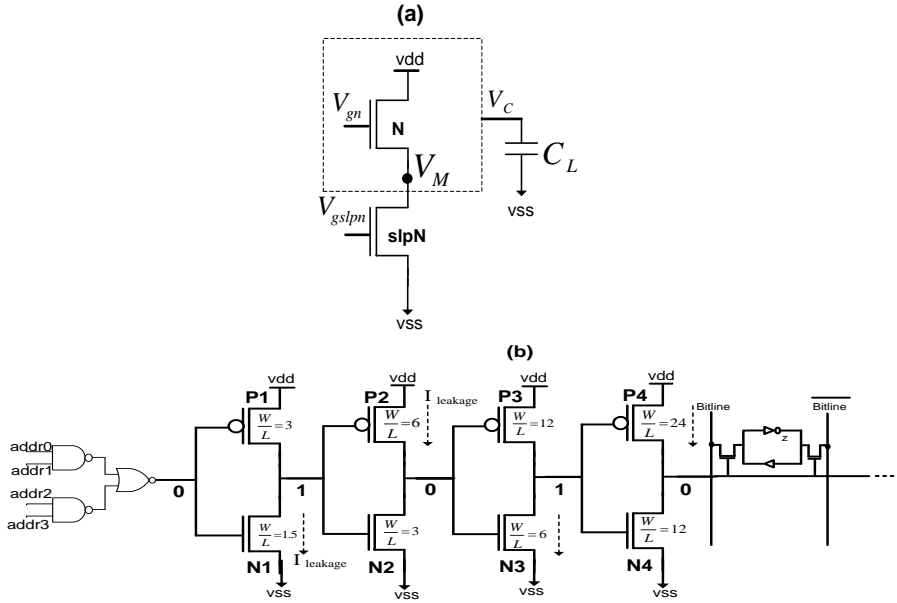 (a)
vdd
V_gn
N
V_C
V_M
C_L
vss
V_gslpn
slpN
vss
(b)
vdd
vdd
vdd
vdd
P1
P2
I leakage
P3
P4
Bitline
Bitline
W/L=3
W/L=6
W/L=12
W/L=24
z
addr0
addr1
addr2
addr3
0
1
0
1
0
W/L=1.5
W/L=3
W/L=6
W/L=12
I leakage
N1
N2
N3
N4
vss
vss
vss
vss